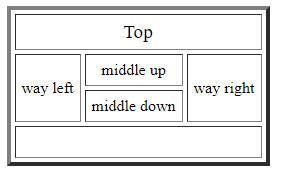 Top
middle up
way left
way right
middle down